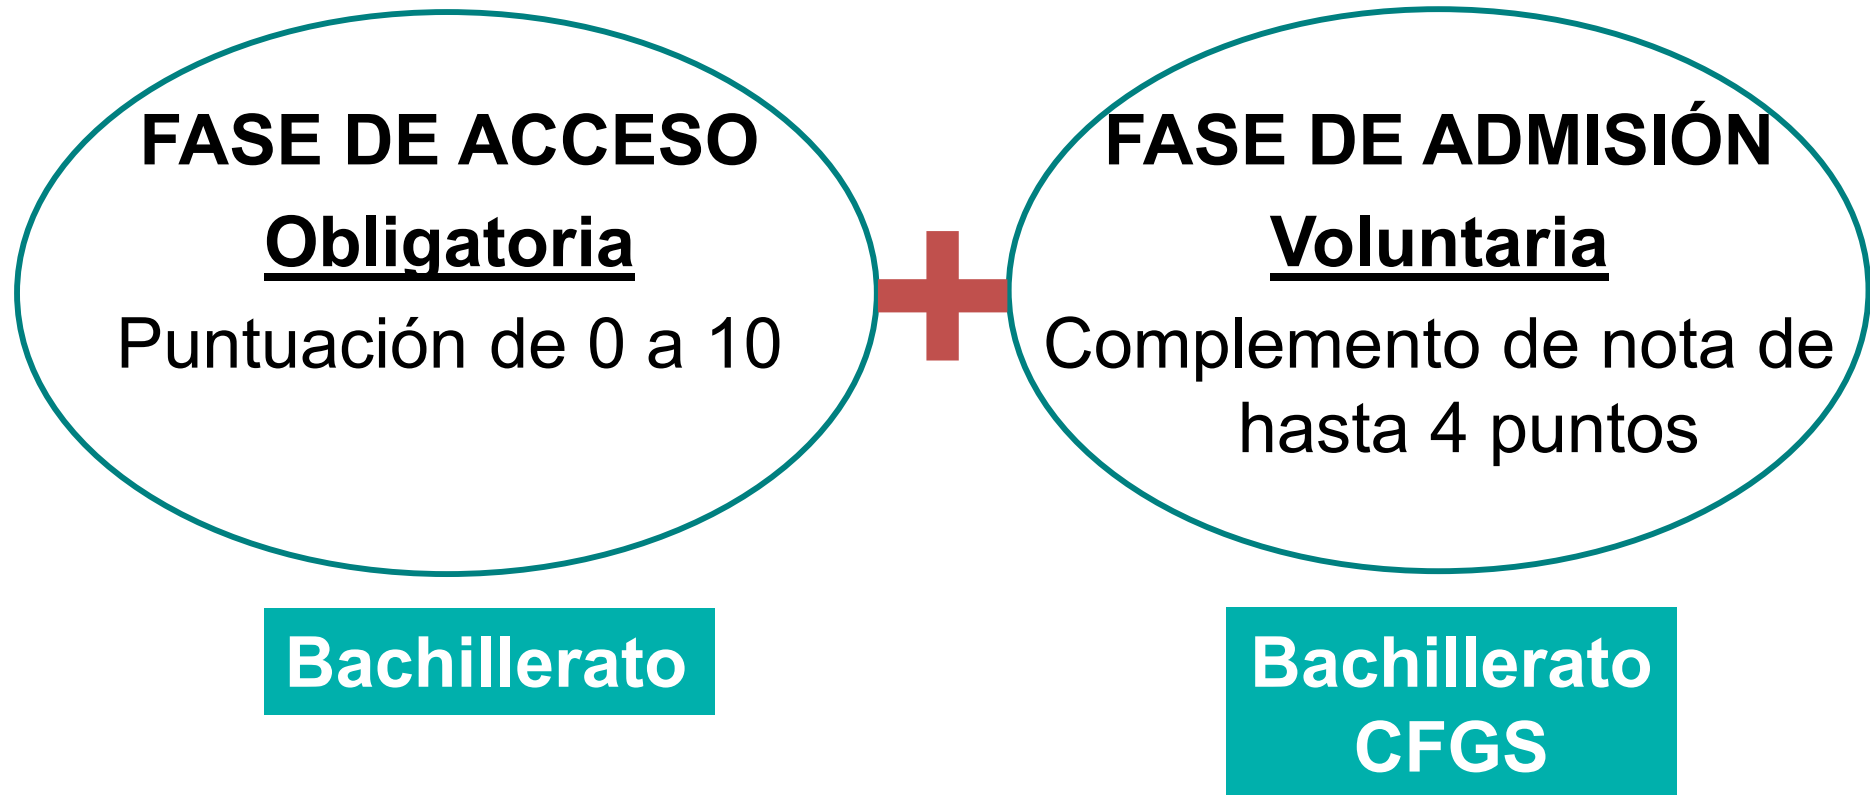 FASE DE ACCESO
Obligatoria
Puntuación de 0 a 10
FASE DE ADMISIÓN
Voluntaria
Complemento de nota de
hasta 4 puntos
Bachillerato
Bachillerato
CFGS